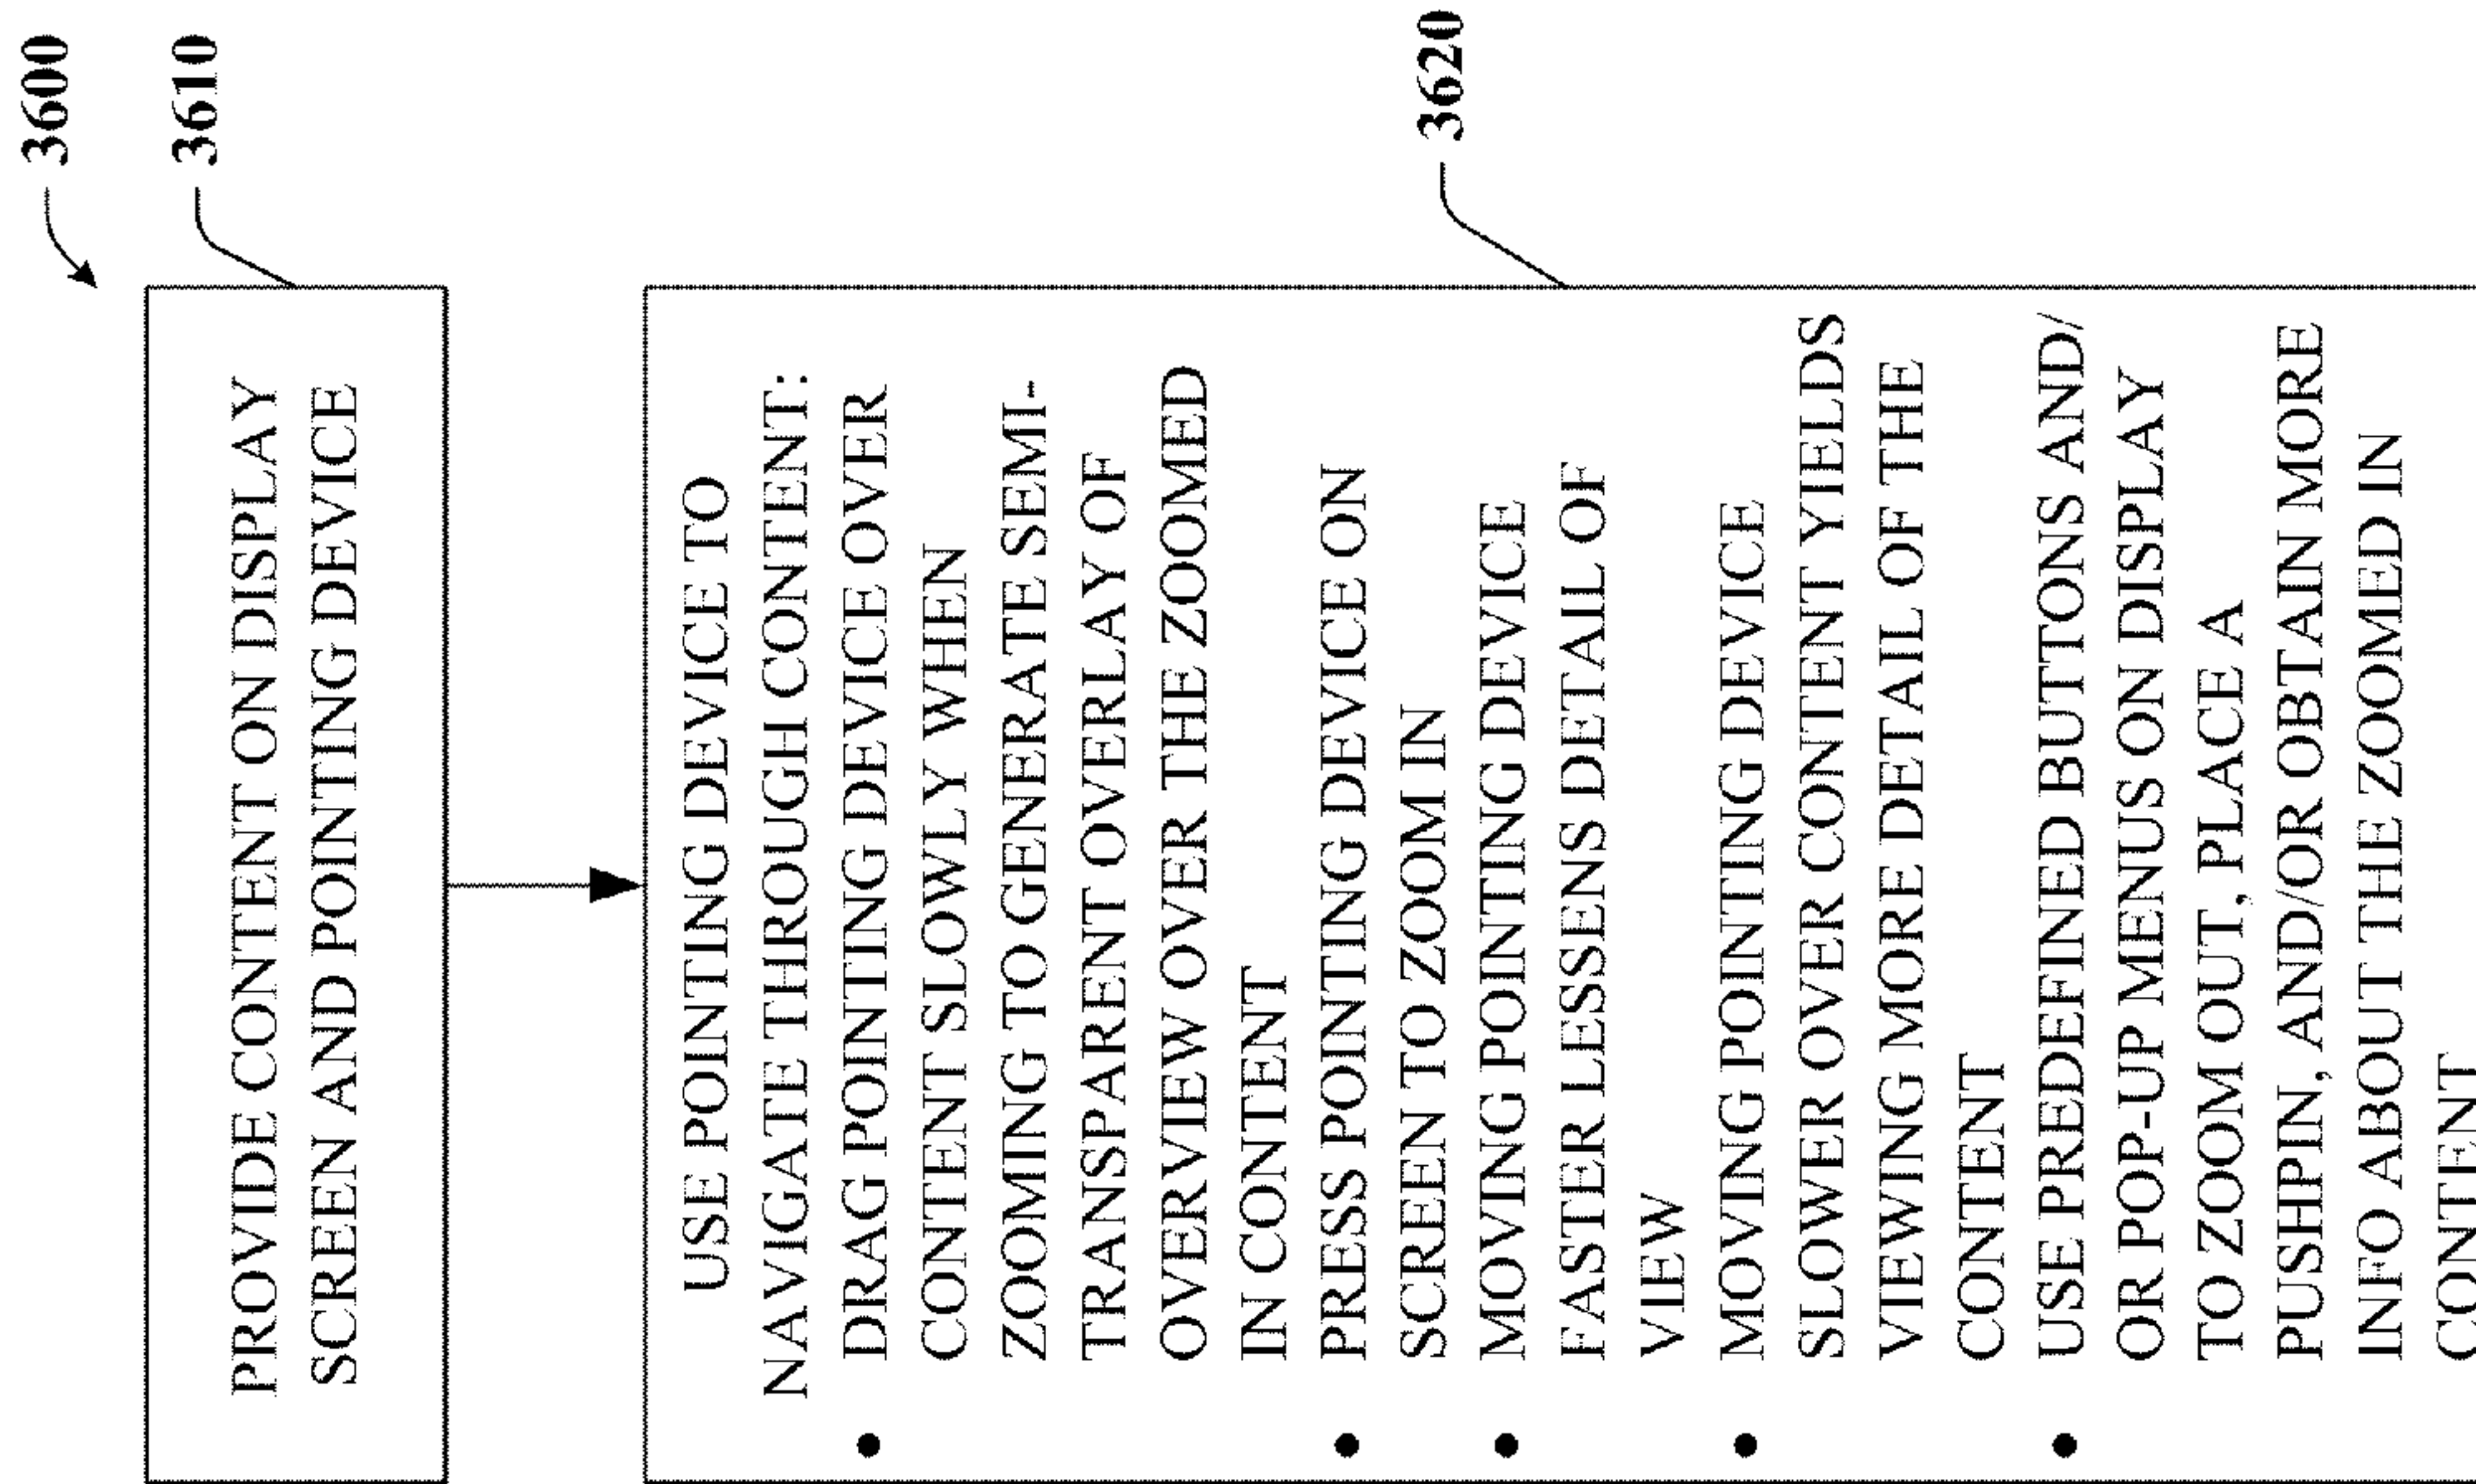 3600
3610
PROVIDE CONTENT ON DISPLAY
SCREEN AND POINTING DEVICE
3620
USE POINTING DEVICE TO
NAVIGATE THROUGH CONTENT:
• DRAG POINTING DEVICE OVER
CONTENT SLOWLY WHEN
ZOOMING TO GENERATE SEMI-
TRANSPARENT OVERLAY OF
OVERVIEW OVER THE ZOOMED
IN CONTENT
• PRESS POINTING DEVICE ON
SCREEN TO ZOOM IN
• MOVING POINTING DEVICE
FASTER LESSENS DETAIL OF
VIEW
• MOVING POINTING DEVICE
SLOWER OVER CONTENT YIELDS
VIEWING MORE DETAIL OF THE
CONTENT
• USE PREDEFINED BUTTONS AND/
OR POP-UP MENUS ON DISPLAY
TO ZOOM OUT, PLACE A
PUSHPIN, AND/OR OBTAIN MORE
INFO ABOUT THE ZOOMED IN
CONTENT